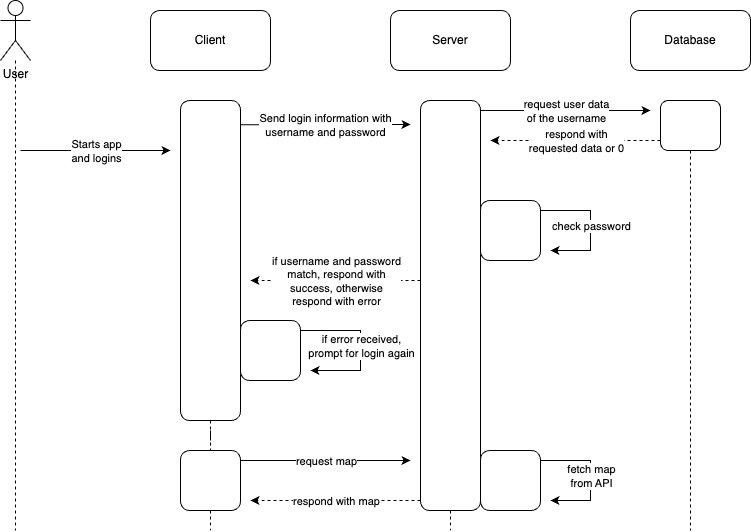 Client
Server
Database
User
Starts app
and logins
Send login information with
username and password
request user data
of the username
respond with
requested data or 0
check password
if username and password
match, respond with
success, otherwise
respond with error
if error received,
prompt for login again
request map
fetch map
from API
respond with map